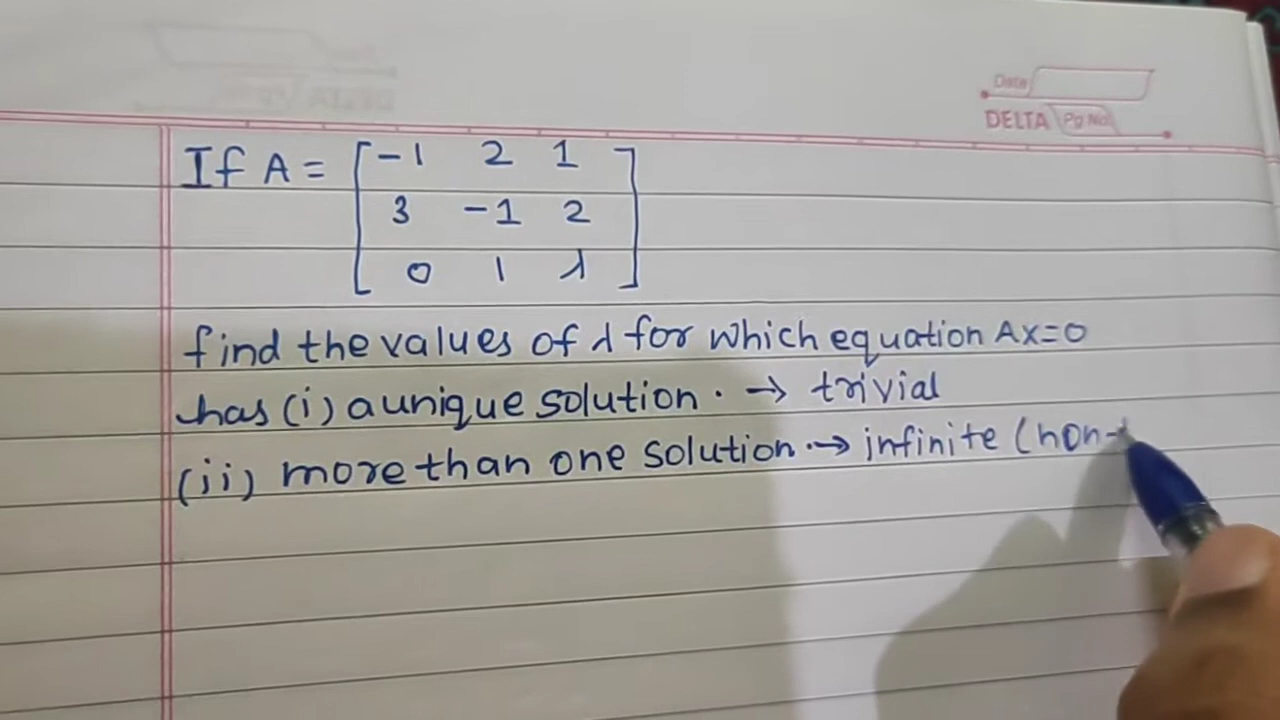 Date
DELTA Pg No
If A = [ -1 2 1
3 -1 2
0 1 λ ]
find the values of λ for which equation Ax=0
has (i) a unique solution. → trivial
(ii) more than one solution. → infinite (non-